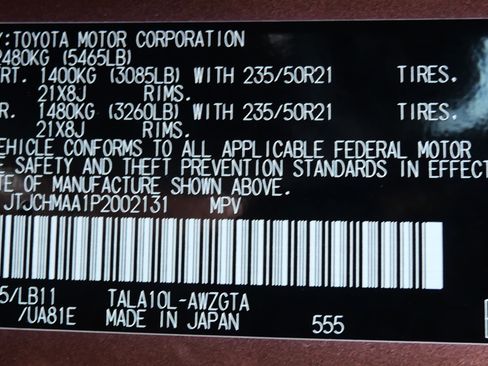 Y:TOYOTA MOTOR CORPORATION
2480KG (5465LB)
RT. 1400KG (3085LB) WITH 235/50R21 TIRES.
21X8J RIMS.
R. 1480KG (3260LB) WITH 235/50R21 TIRES.
21X8J RIMS.
VEHICLE CONFORMS TO ALL APPLICABLE FEDERAL MOTOR
E SAFETY AND THEFT PREVENTION STANDARDS IN EFFECT
TE OF MANUFACTURE SHOWN ABOVE.
JTJCHMAA1P2002131 MPV
5/LB11 TALA10L-AWZGTA
/UA81E MADE IN JAPAN 555